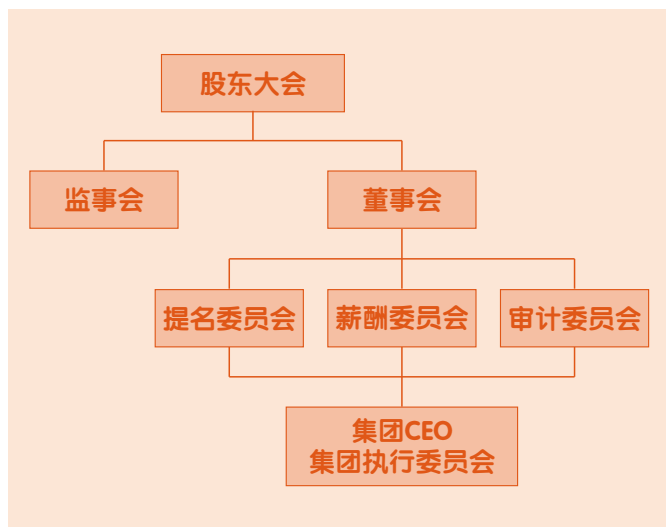 股东大会
监事会
董事会
提名委员会
薪酬委员会
审计委员会
集团CEO
集团执行委员会